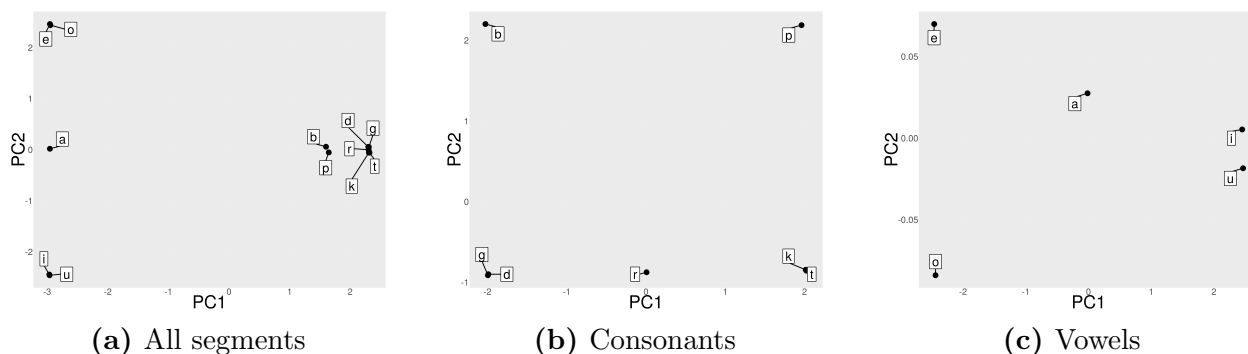 e
o
a
i
u
b
p
d
g
r
k
t
2
1
0
-1
-2
PC2
-3
-2
-1
0
1
2
PC1
(a) All segments
b
p
g
d
r
k
t
2
1
0
-1
PC2
-2
-1
0
1
2
PC1
(b) Consonants
e
a
i
u
o
0.05
0.00
-0.05
PC2
-2
-1
0
1
2
PC1
(c) Vowels